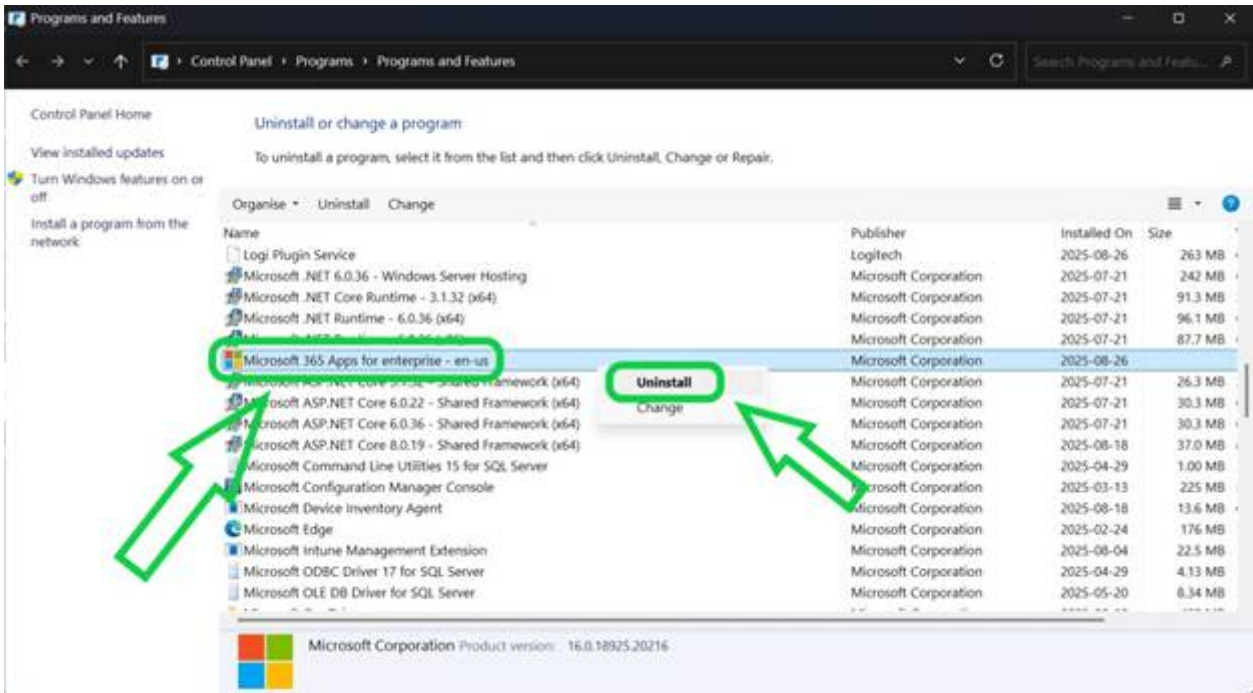 Programs and Features
Control Panel › Programs › Programs and Features
Search Programs and Featu...
Control Panel Home
View installed updates
Turn Windows features on or
off
Install a program from the
network
Uninstall or change a program
To uninstall a program, select it from the list and then click Uninstall, Change or Repair.
Organise Uninstall Change
Name Publisher Installed On Size
Logi Plugin Service Logitech 2025-08-26 263 MB
Microsoft .NET 6.0.36 - Windows Server Hosting Microsoft Corporation 2025-07-21 242 MB
Microsoft .NET Core Runtime - 3.1.32 (x64) Microsoft Corporation 2025-07-21 91.3 MB
Microsoft .NET Runtime - 6.0.36 (x64) Microsoft Corporation 2025-07-21 96.1 MB
Microsoft Corporation 2025-07-21 87.7 MB
Microsoft 365 Apps for enterprise - en-us Microsoft Corporation 2025-08-26
Microsoft ASP.NET Core 3.1.32 - Shared Framework (x64) Microsoft Corporation 2025-07-21 26.3 MB
Uninstall
Microsoft ASP.NET Core 6.0.22 - Shared Framework (x64) Microsoft Corporation 2025-07-21 30.3 MB
Change
Microsoft ASP.NET Core 6.0.36 - Shared Framework (x64) Microsoft Corporation 2025-07-21 30.3 MB
Microsoft ASP.NET Core 8.0.19 - Shared Framework (x64) Microsoft Corporation 2025-08-18 37.0 MB
Microsoft Command Line Utilities 15 for SQL Server Microsoft Corporation 2025-04-29 1.00 MB
Microsoft Configuration Manager Console Microsoft Corporation 2025-03-13 225 MB
Microsoft Device Inventory Agent Microsoft Corporation 2025-08-18 13.6 MB
Microsoft Edge Microsoft Corporation 2025-02-24 176 MB
Microsoft Intune Management Extension Microsoft Corporation 2025-08-04 22.5 MB
Microsoft ODBC Driver 17 for SQL Server Microsoft Corporation 2025-04-29 4.13 MB
Microsoft OLE DB Driver for SQL Server Microsoft Corporation 2025-05-20 8.34 MB
Microsoft Corporation Product version: 16.0.18925.20216